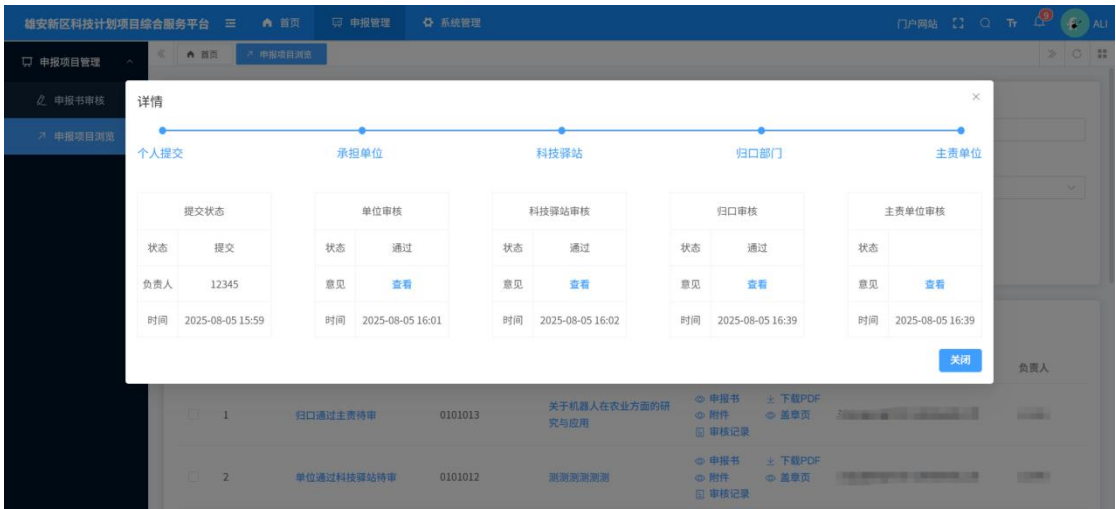 雄安新区科技计划项目综合服务平台 首页 申报管理 系统管理 门户网站 Tт 9 ALI
申报项目管理 首页 申报项目浏览
申报书审核
申报项目浏览
详情
个人提交 承担单位 科技驿站 归口部门 主责单位
提交状态 单位审核 科技驿站审核 归口审核 主责单位审核
状态 提交 状态 通过 状态 通过 状态 通过 状态
负责人 12345 意见 查看 意见 查看 意见 查看 意见 查看
时间 2025-08-05 15:59 时间 2025-08-05 16:01 时间 2025-08-05 16:02 时间 2025-08-05 16:39 时间 2025-08-05 16:39
关闭
负责人
1 归口通过主责待审 0101013 关于机器人在农业方面的研究与应用 申报书 下载PDF
附件 盖章页
审核记录
2 单位通过科技驿站待审 0101012 测测测测测测 申报书 下载PDF
附件 盖章页
审核记录